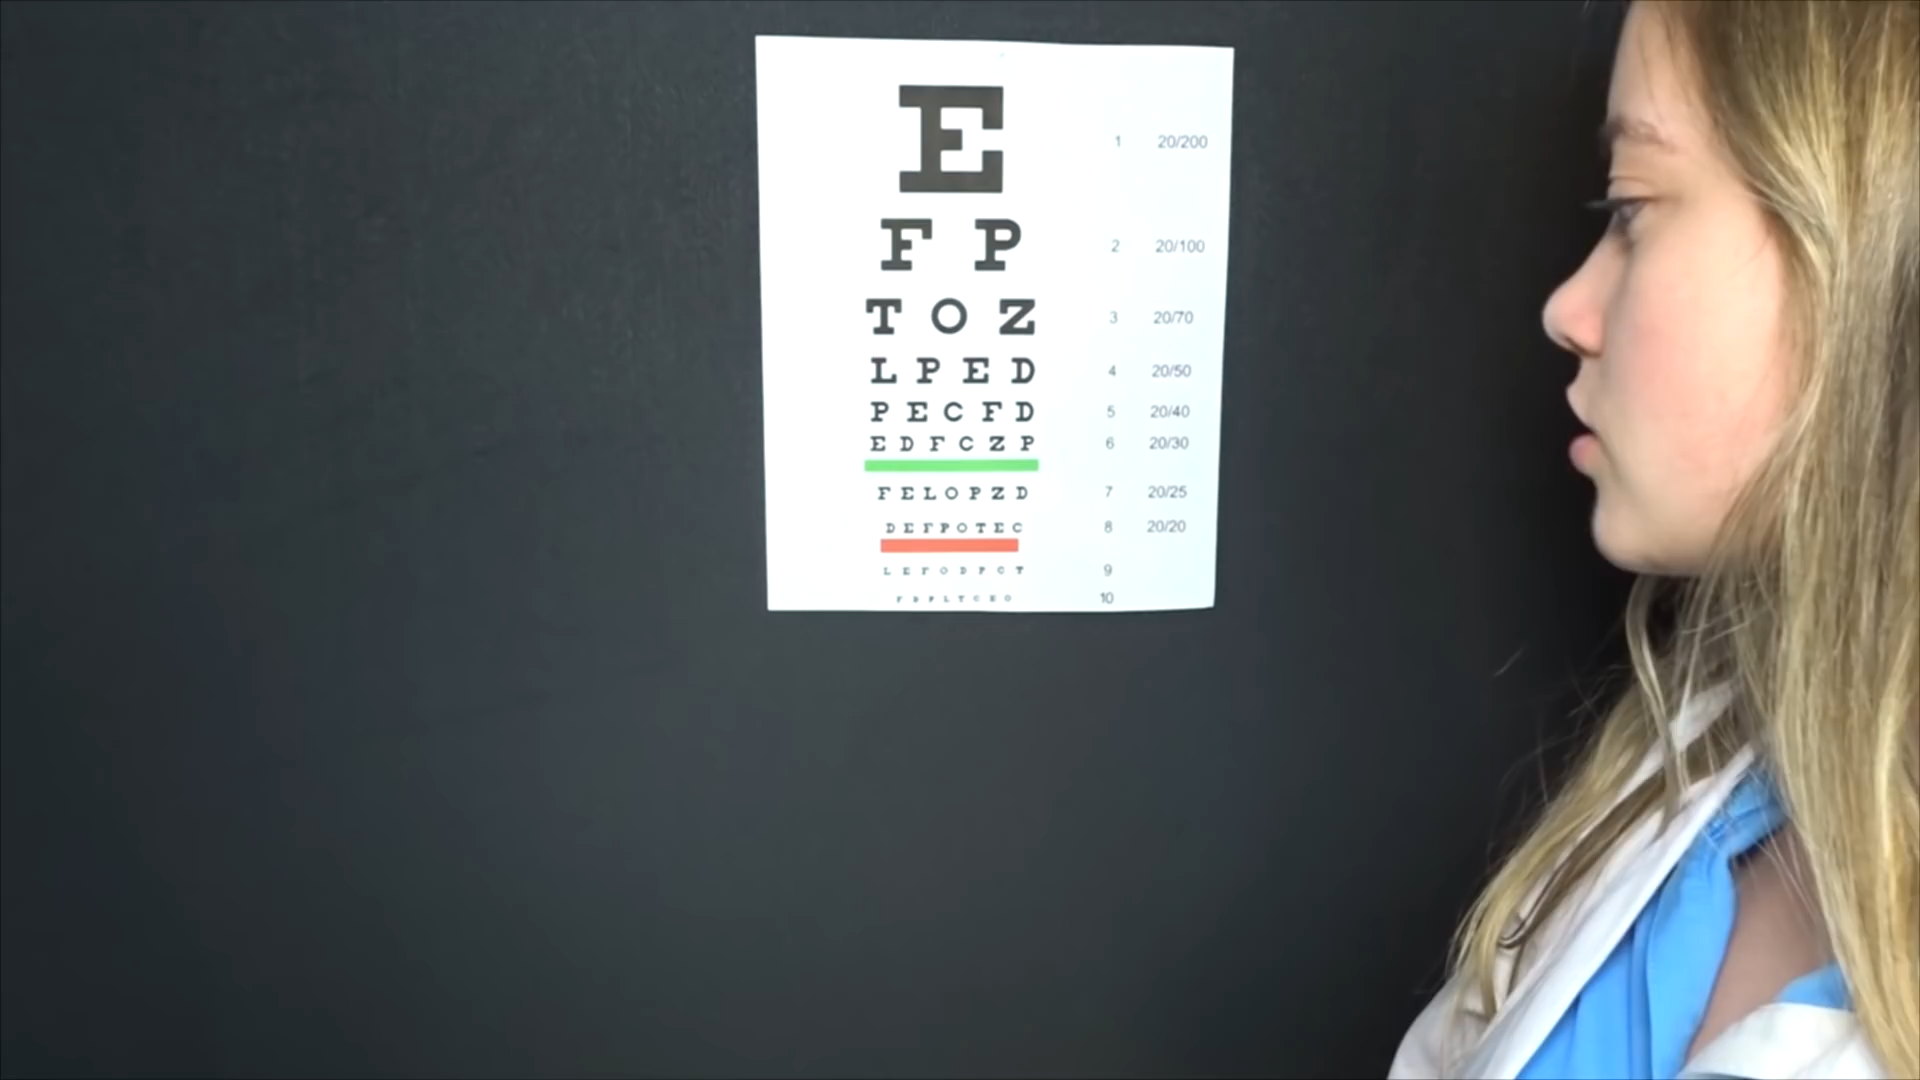 E 1 20/200
F P 2 20/100
T O Z 3 20/70
L P E D 4 20/50
P E C F D 5 20/40
E D F C Z P 6 20/30
F E L O P Z D 7 20/25
D E F P O T E C 8 20/20
L E F O D P C T 9
10